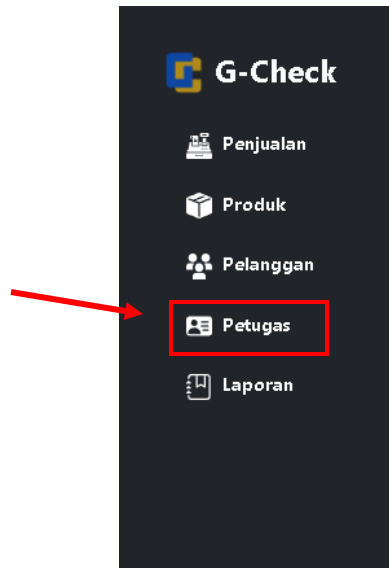 G-Check
Penjualan
Produk
Pelanggan
Petugas
Laporan